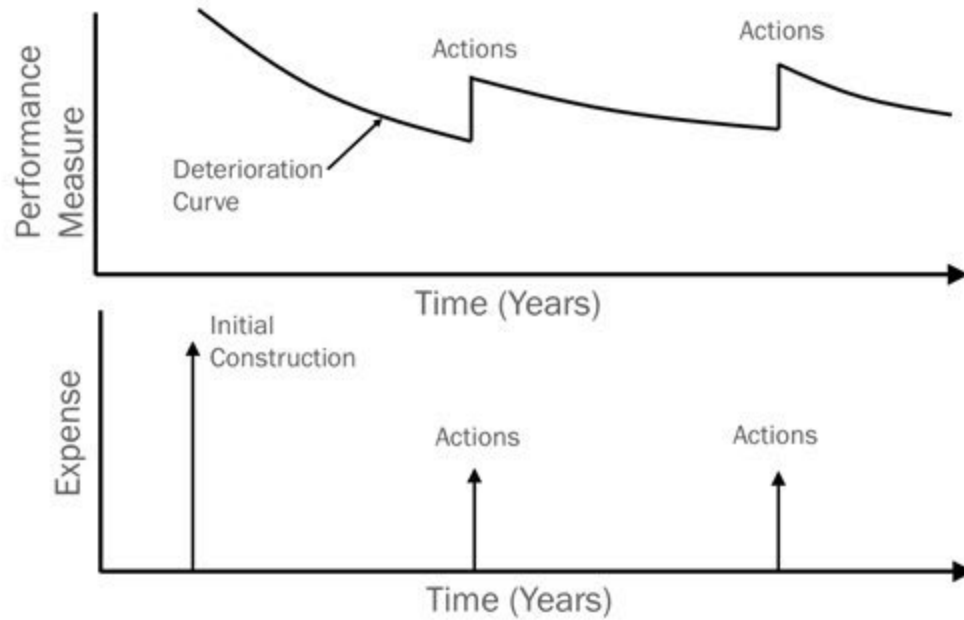 Performance
Measure
Actions
Actions
Deterioration
Curve
Time (Years)
Expense
Initial
Construction
Actions
Actions
Time (Years)